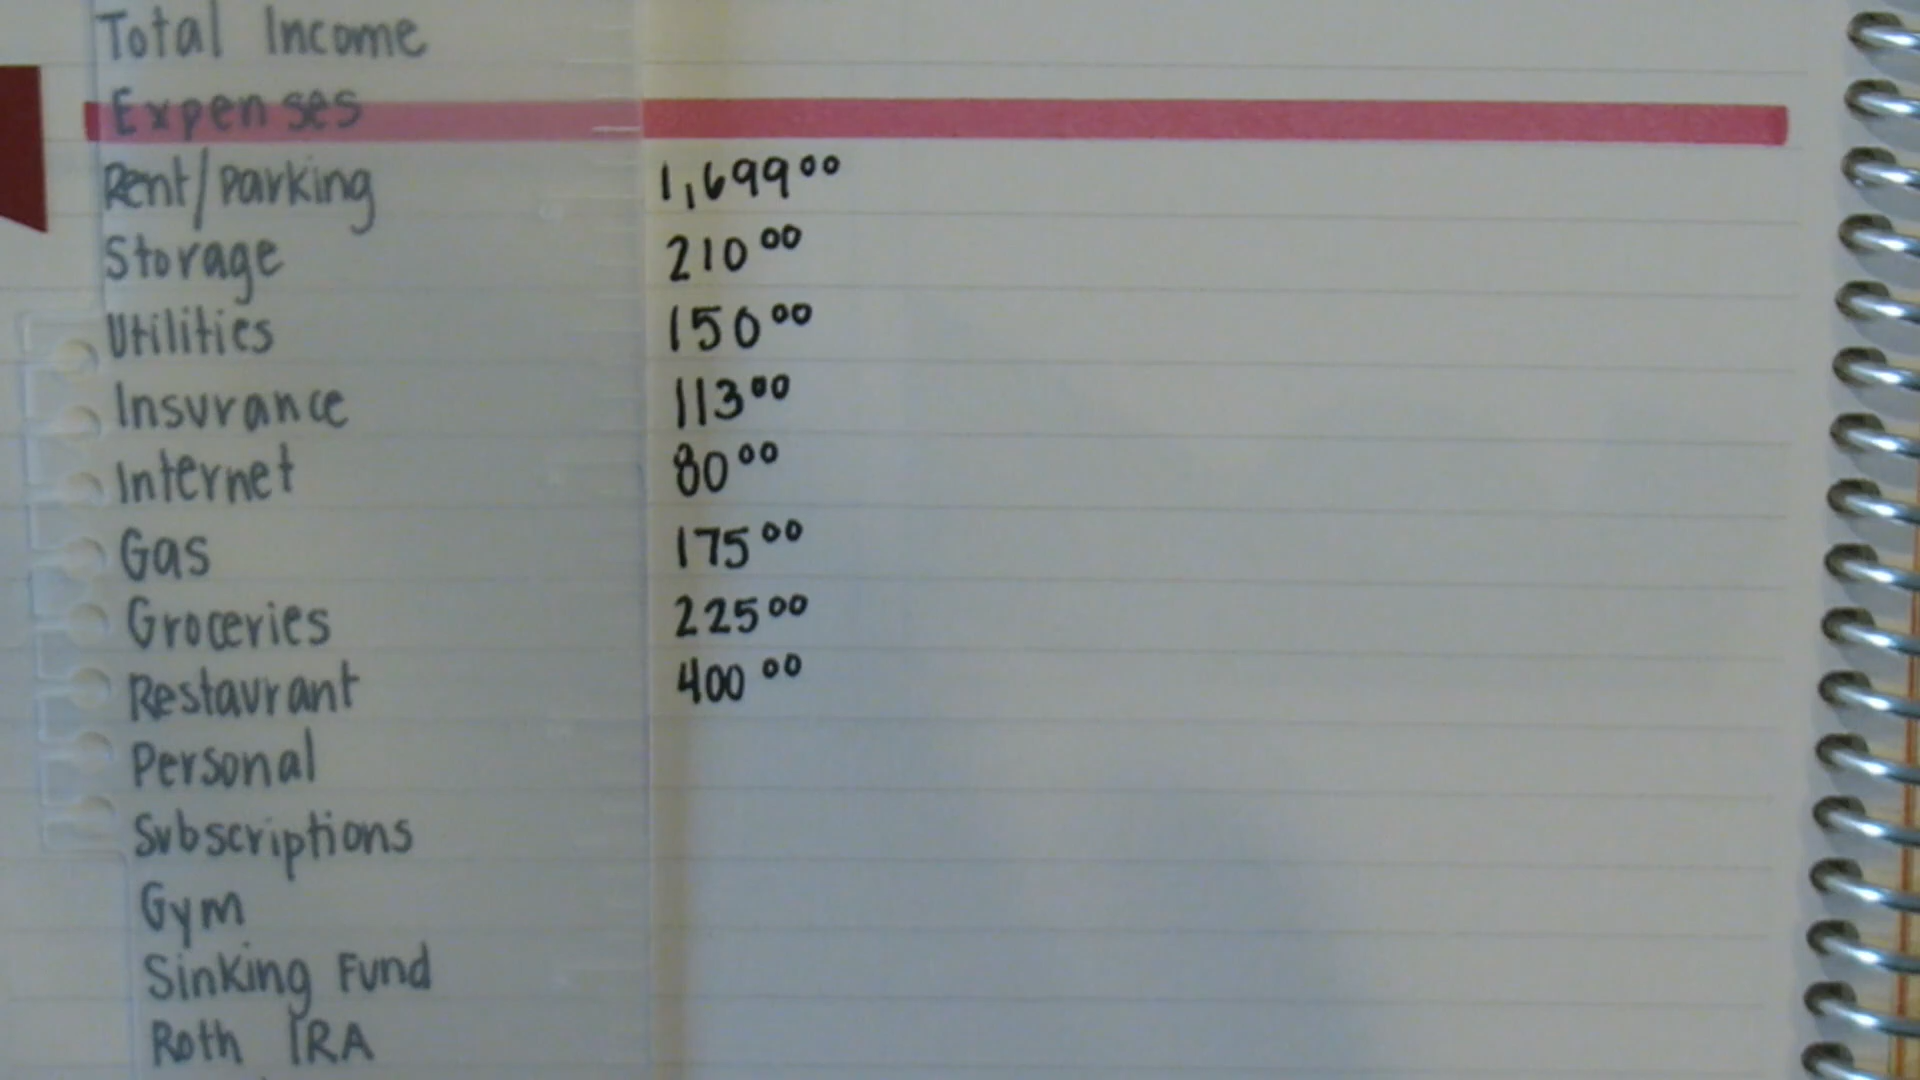 Total Income
Expenses
Rent/parking 1,699.00
Storage 210.00
Utilities 150.00
Insurance 113.00
Internet 80.00
Gas 175.00
Groceries 225.00
Restaurant 400.00
Personal
Subscriptions
Gym
Sinking Fund
Roth IRA